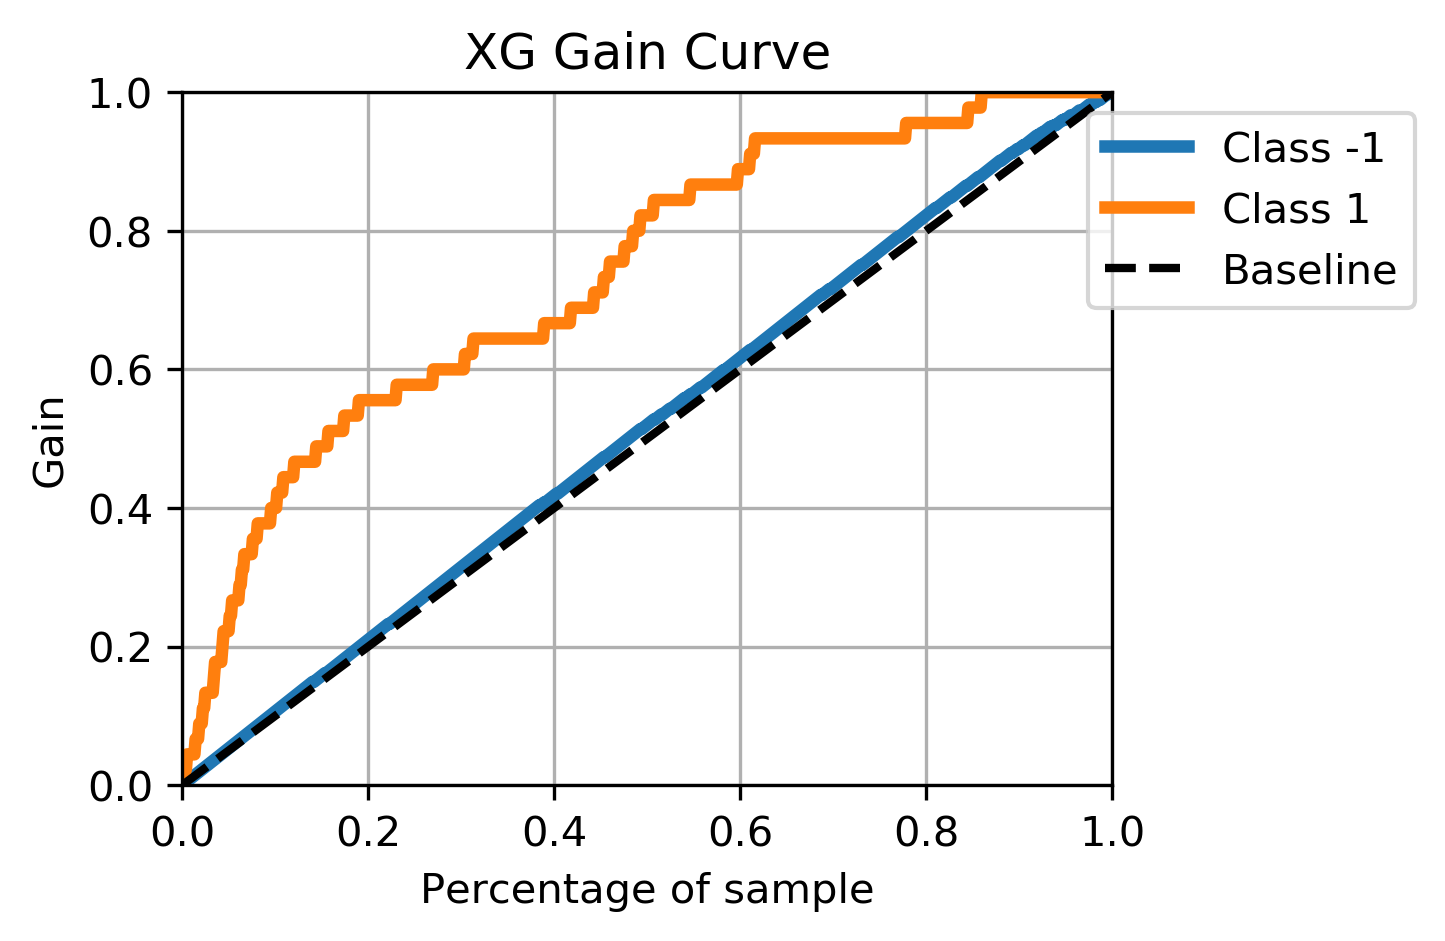 XG Gain Curve
1.0
0.8
0.6
0.4
0.2
0.0
Gain
0.0 0.2 0.4 0.6 0.8 1.0
Percentage of sample
Class -1
Class 1
Baseline